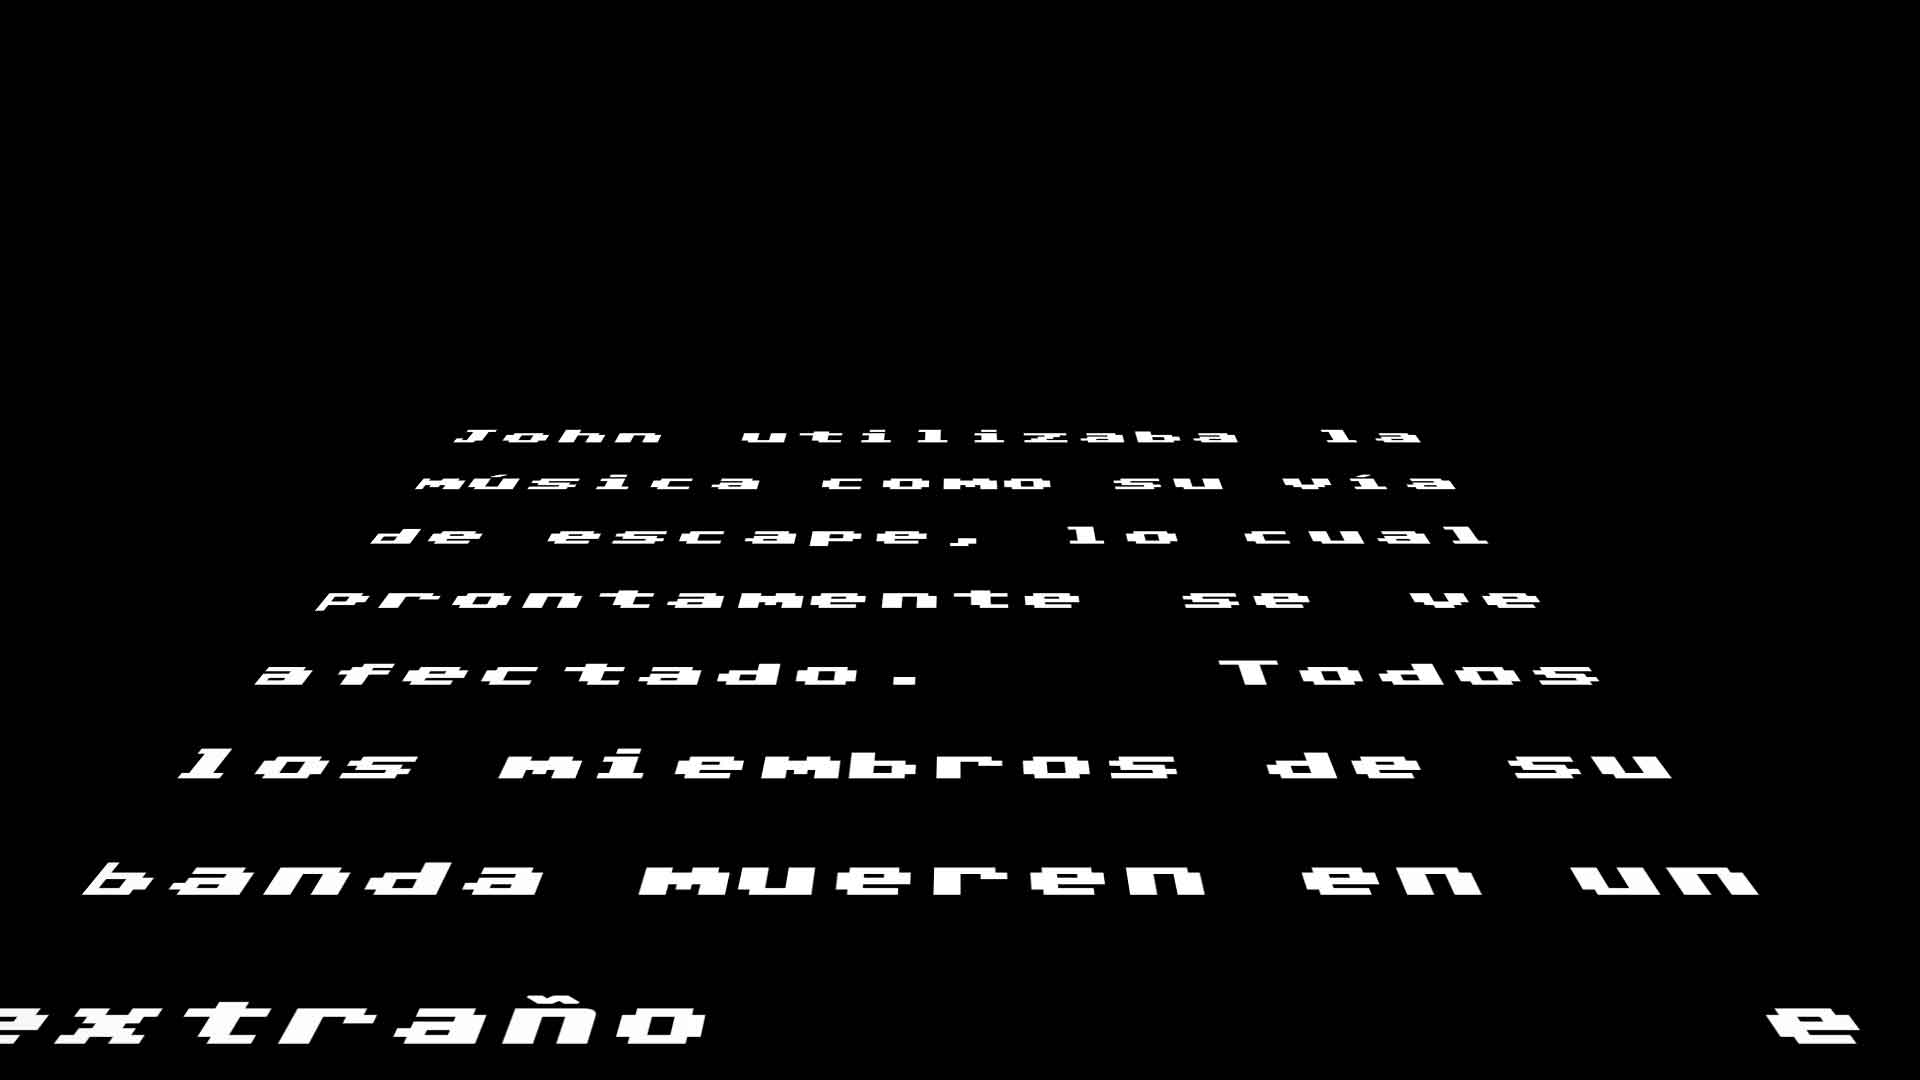 John utilizaba la
música como su vía
de escape, lo cual
prontamente se ve
afectado. Todos
los miembros de su
banda mueren en un
extraño e